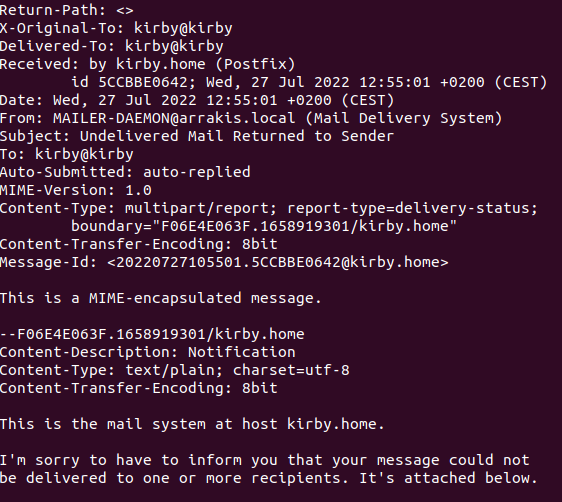 Return-Path: <>
X-Original-To: kirby@kirby
Delivered-To: kirby@kirby
Received: by kirby.home (Postfix)
        id 5CCBBE0642; Wed, 27 Jul 2022 12:55:01 +0200 (CEST)
Date: Wed, 27 Jul 2022 12:55:01 +0200 (CEST)
From: MAILER-DAEMON@arrakis.local (Mail Delivery System)
Subject: Undelivered Mail Returned to Sender
To: kirby@kirby
Auto-Submitted: auto-replied
MIME-Version: 1.0
Content-Type: multipart/report; report-type=delivery-status;
        boundary="F06E4E063F.1658919301/kirby.home"
Content-Transfer-Encoding: 8bit
Message-Id: <20220727105501.5CCBBE0642@kirby.home>

This is a MIME-encapsulated message.

--F06E4E063F.1658919301/kirby.home
Content-Description: Notification
Content-Type: text/plain; charset=utf-8
Content-Transfer-Encoding: 8bit

This is the mail system at host kirby.home.

I'm sorry to have to inform you that your message could not
be delivered to one or more recipients. It's attached below.